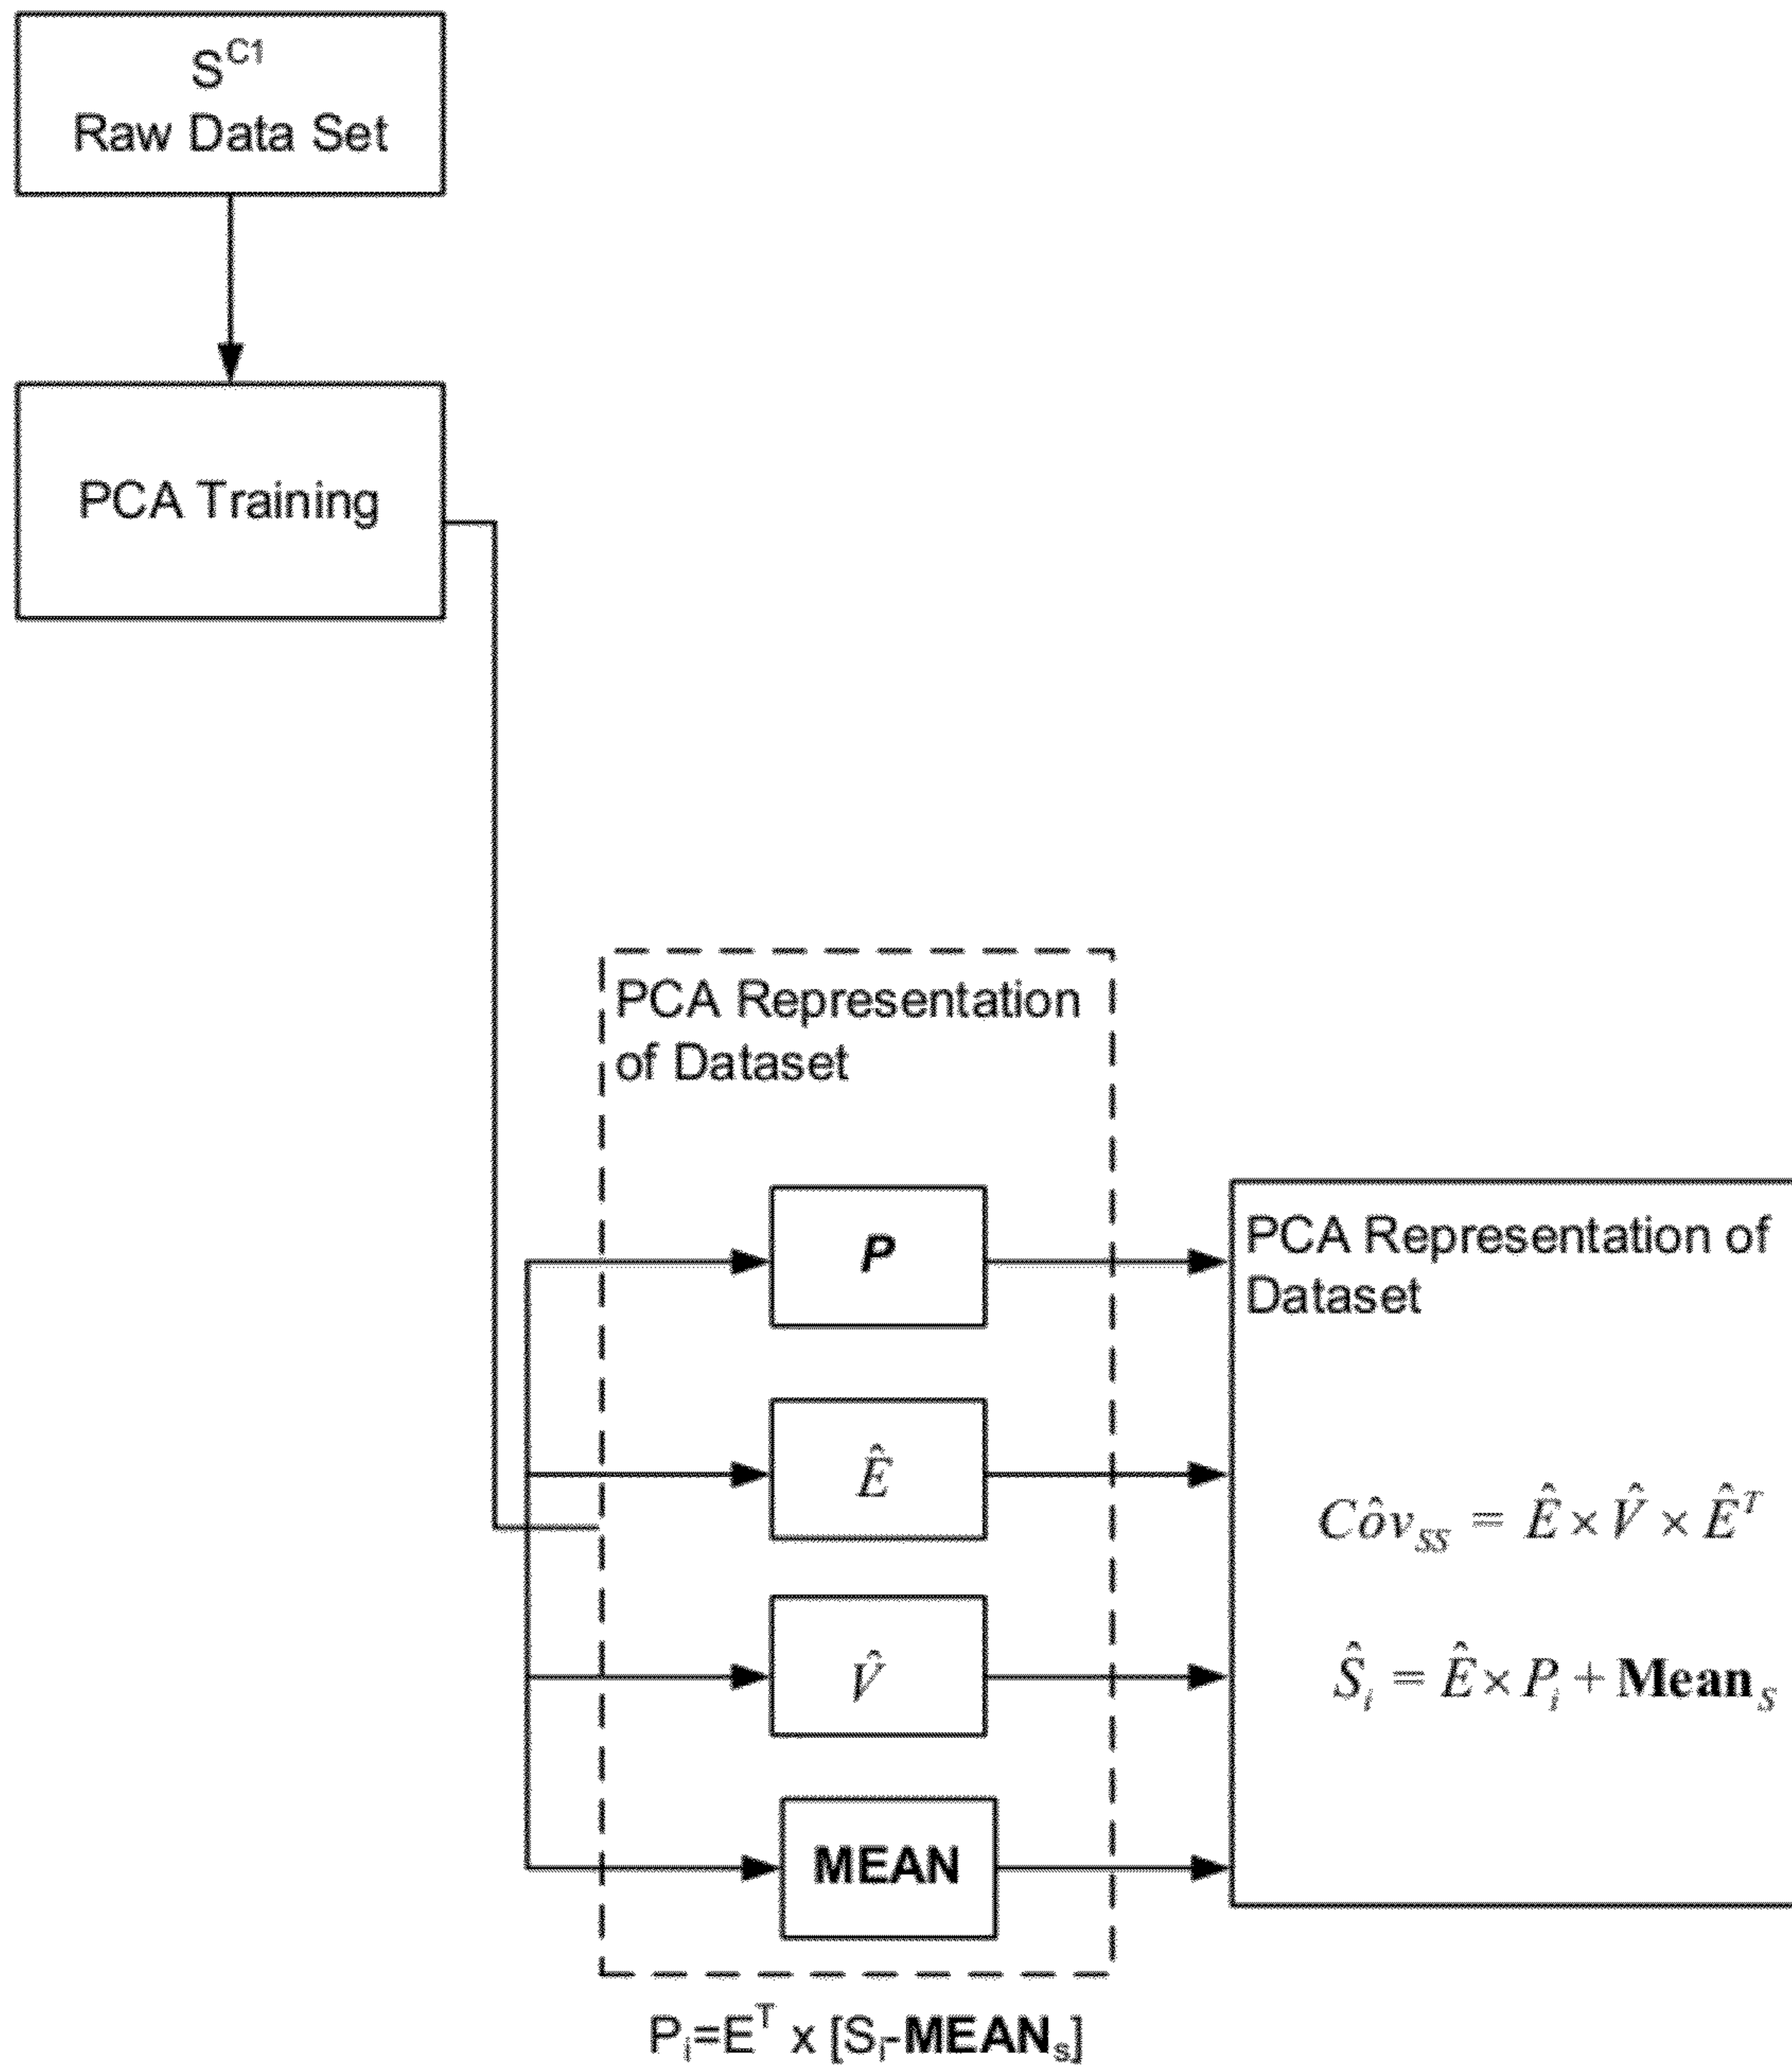 S^C1
Raw Data Set
PCA Training
PCA Representation
of Dataset
P
Ê
V̂
MEAN
P_i=E^T x [S_i-MEAN_s]
PCA Representation of
Dataset
Côv_SS = Ê × V̂ × Ê^T
Ŝ_i = Ê × P_i + Mean_S